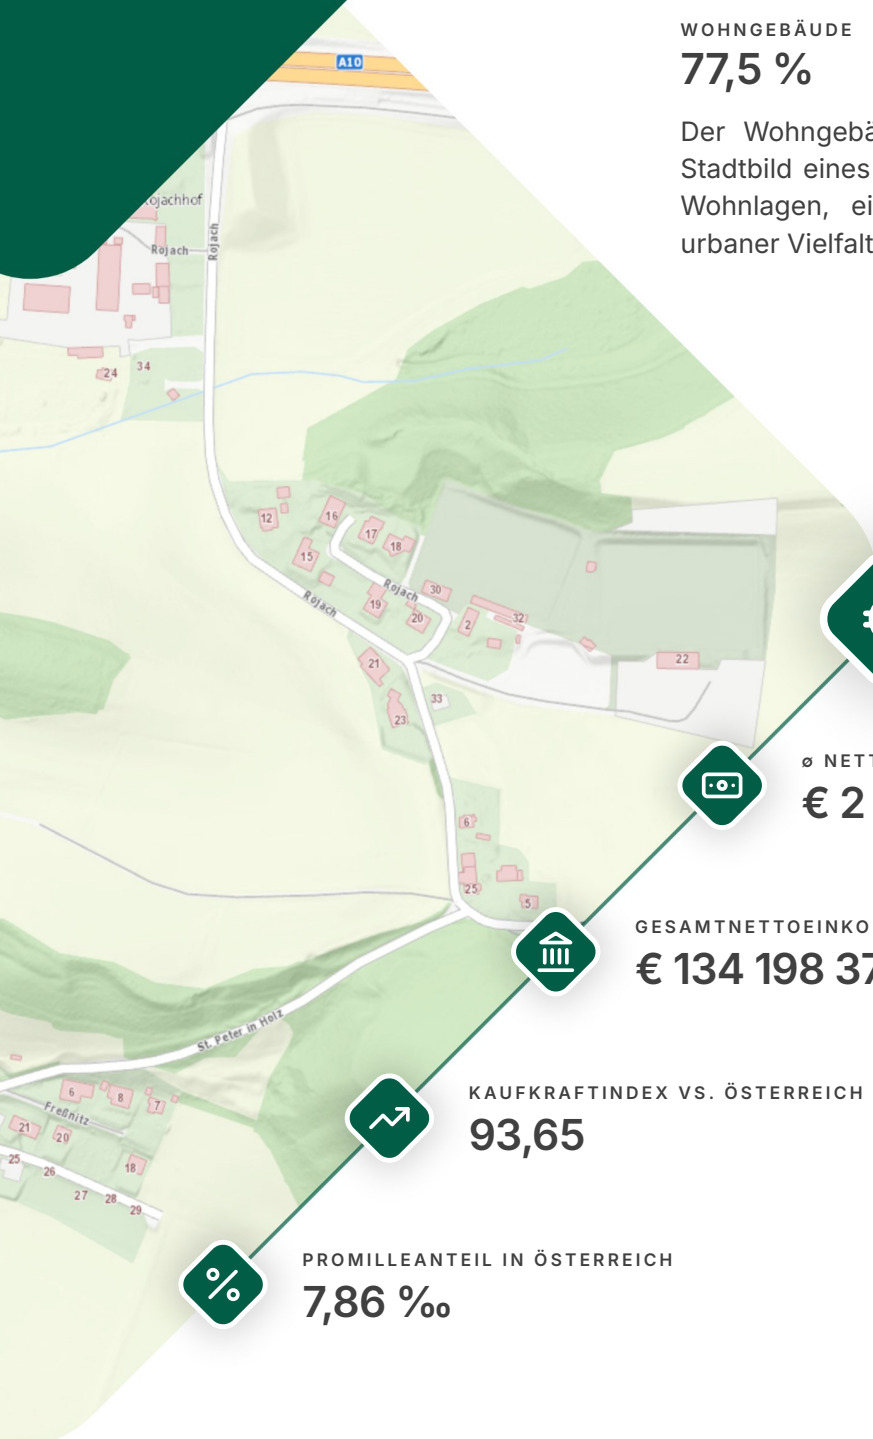 WOHNGEBÄUDE
77,5 %
Der Wohngebä
Stadtbild eines
Wohnlagen, ei
urbaner Vielfalt
A10
ojachhof
Rojach
Rojach
24
34
12
16
17
18
15
Rojach
30
Rojach
19
20
2
32
21
22
33
23
ø NETT
€ 2
6
25
5
GESAMTNETTOEINKO
€ 134 198 37
St. Peter in Holz
KAUFKRAFTINDEX VS. ÖSTERREICH
93,65
6
8
7
Freßnitz
21
20
25
26
18
27
28
29
PROMILLEANTEIL IN ÖSTERREICH
7,86 ‰